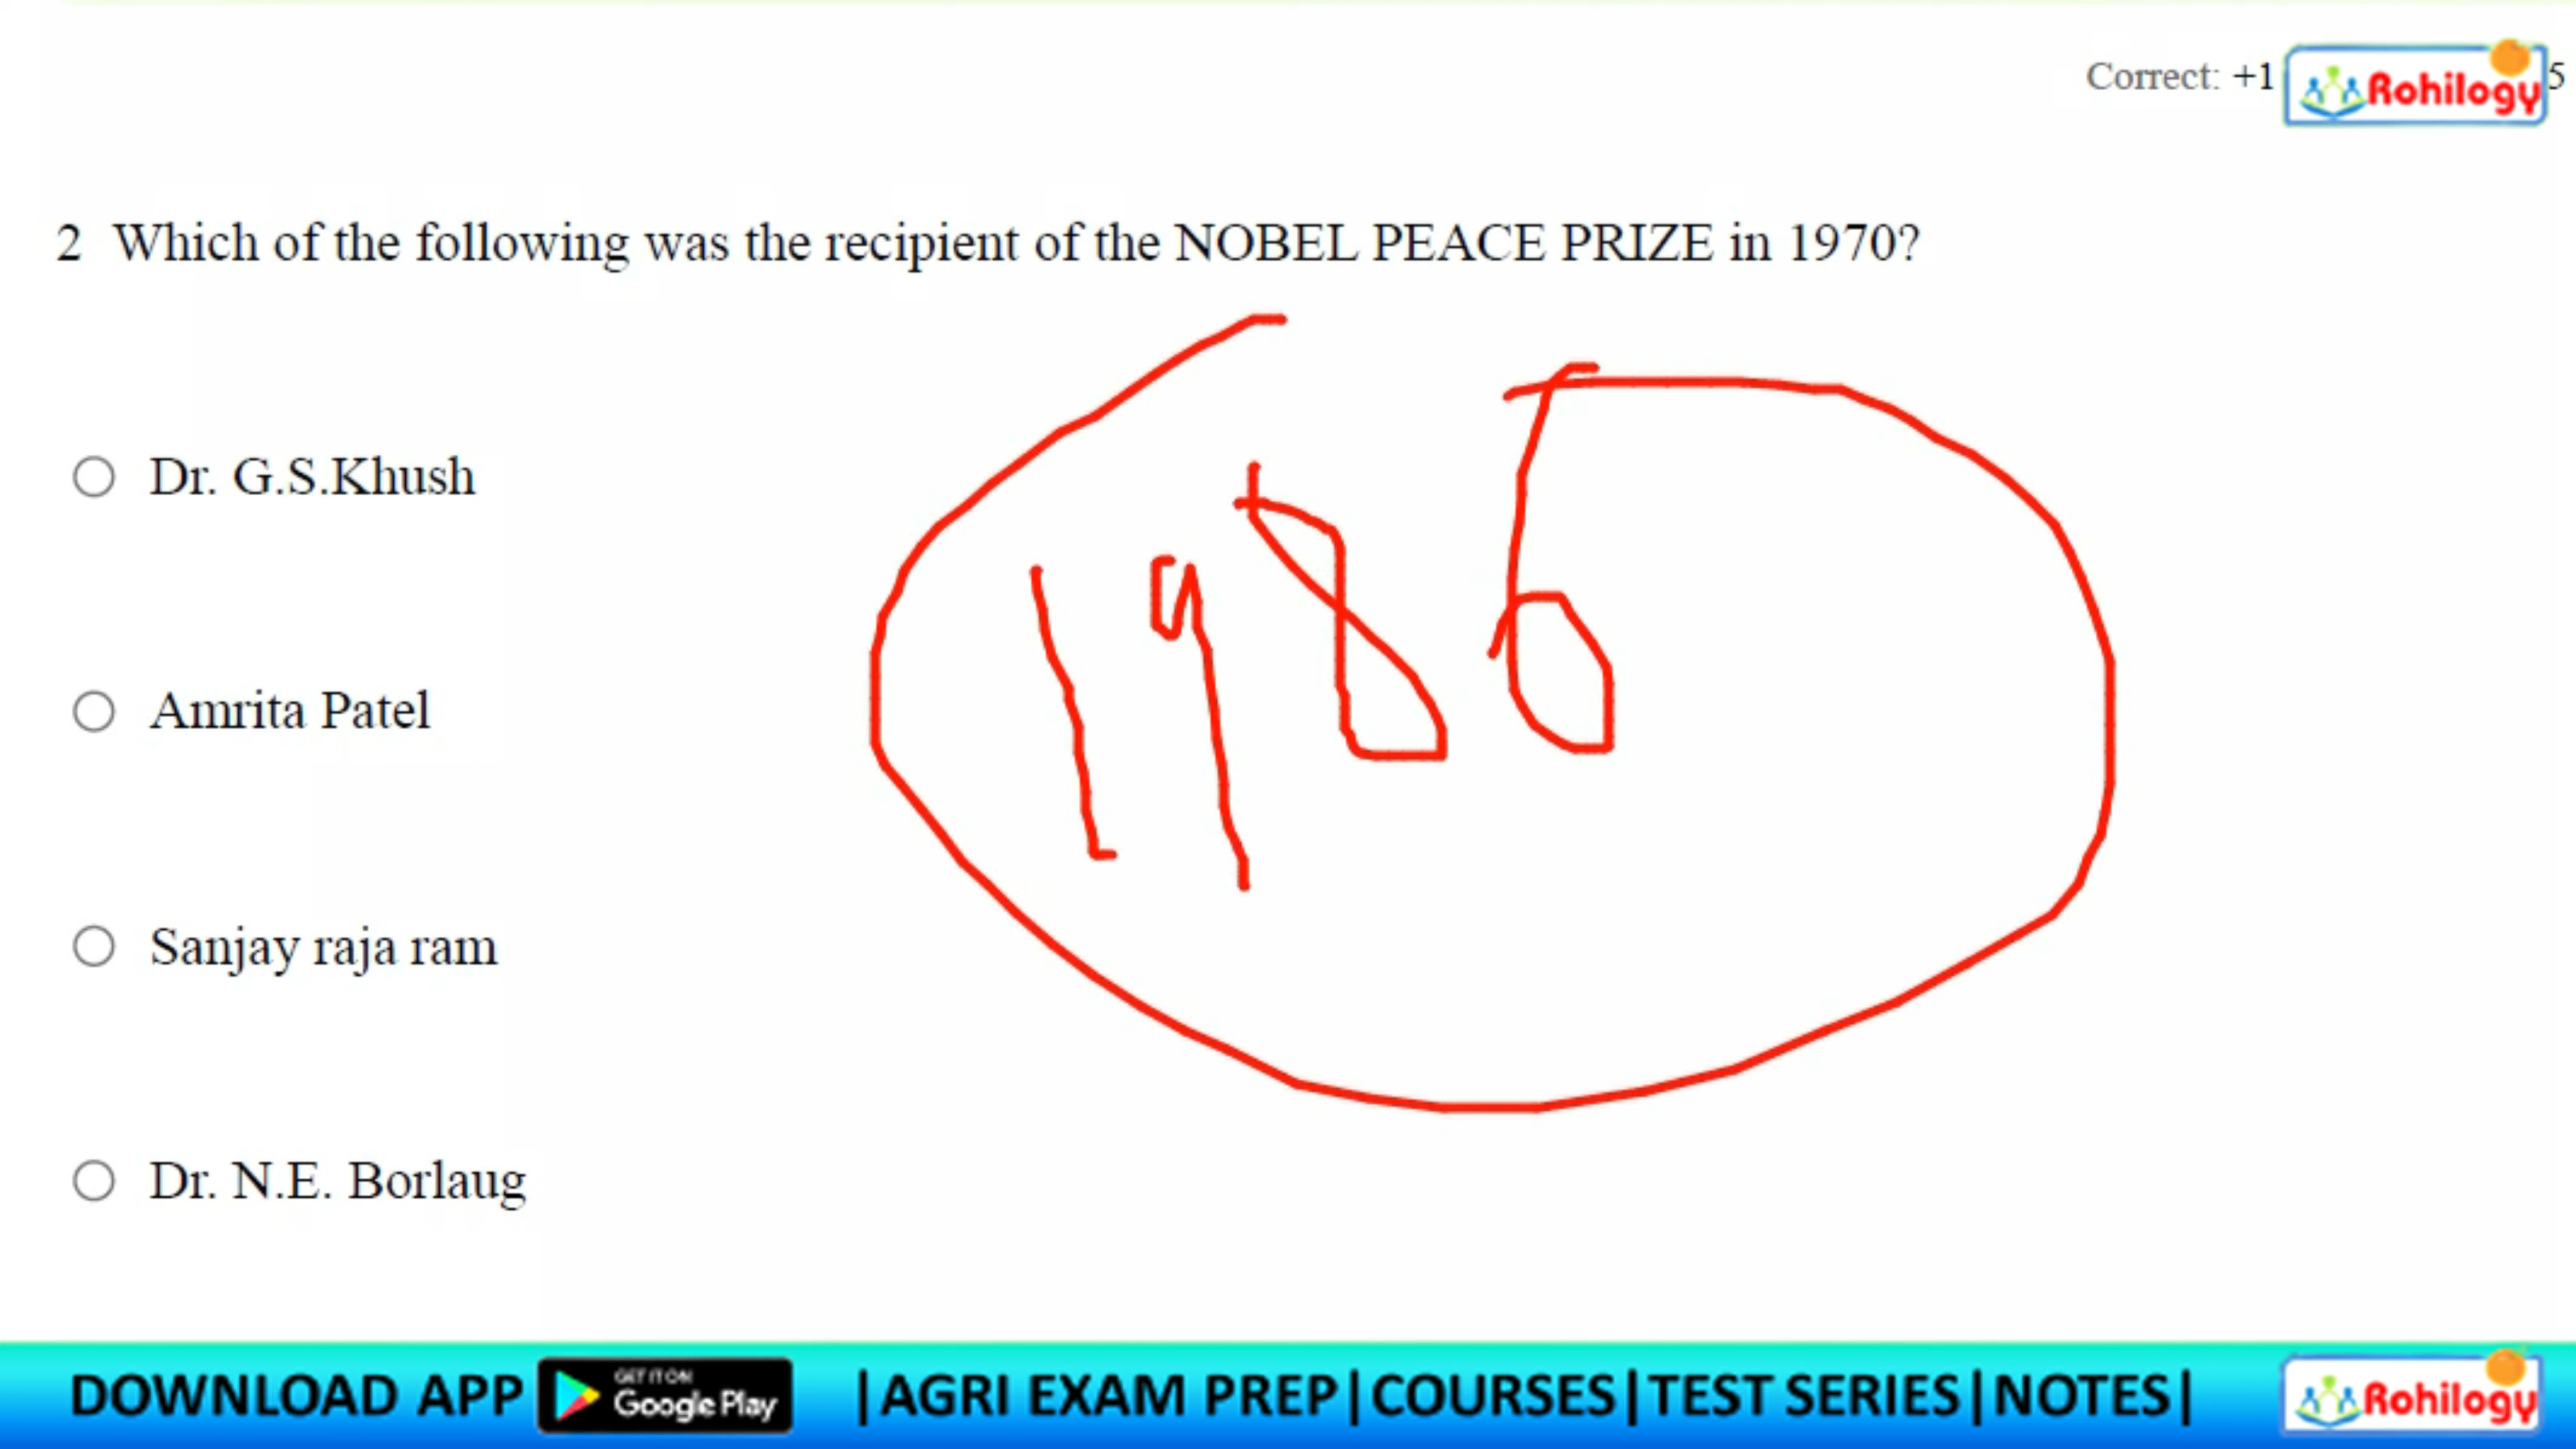 Correct: +1 Rohilogy 5
2 Which of the following was the recipient of the NOBEL PEACE PRIZE in 1970?
Dr. G.S.Khush
1986
Amrita Patel
Sanjay raja ram
Dr. N.E. Borlaug
DOWNLOAD APP GET IT ON Google Play |AGRI EXAM PREP|COURSES|TEST SERIES|NOTES| Rohilogy